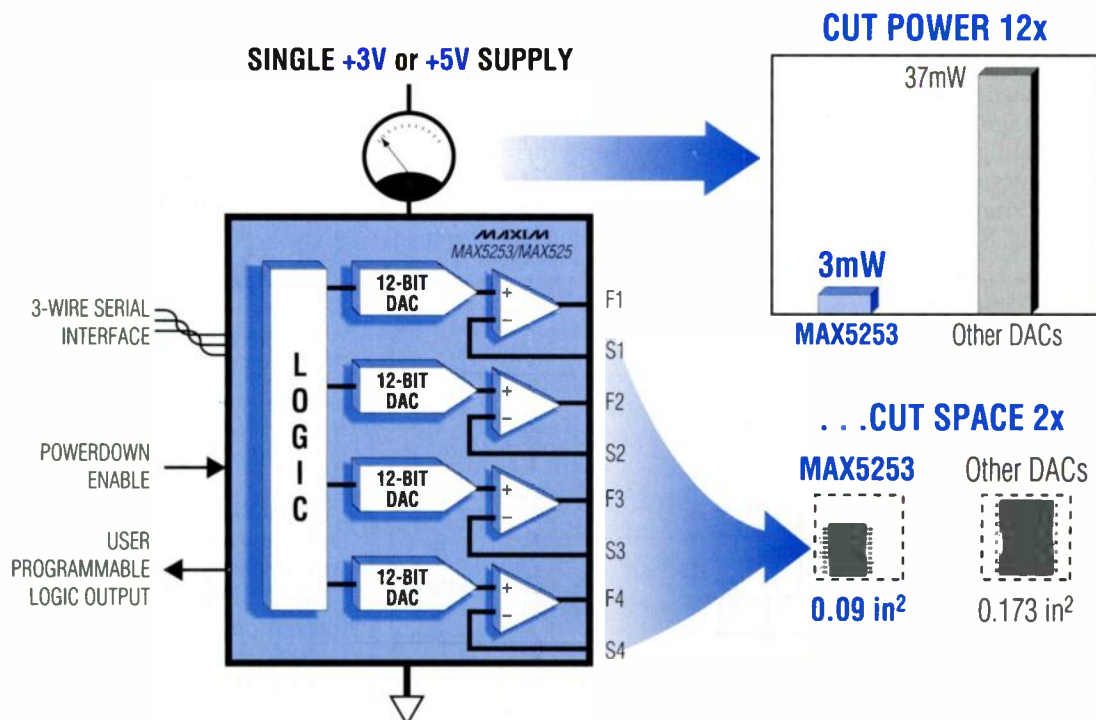 SINGLE +3V or +5V SUPPLY
CUT POWER 12x
37mW
3mW
MAX5253
Other DACs
MAXIM
MAX5253/MAX525
3-WIRE SERIAL
INTERFACE
POWERDOWN
ENABLE
USER
PROGRAMMABLE
LOGIC OUTPUT
LOGIC
12-BIT
DAC
+
−
F1
S1
12-BIT
DAC
+
−
F2
S2
12-BIT
DAC
+
−
F3
S3
12-BIT
DAC
+
−
F4
S4
. . .CUT SPACE 2x
MAX5253
Other DACs
0.09 in²
0.173 in²